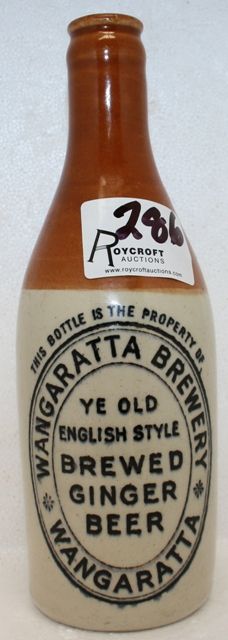 286
ROYCROFT
AUCTIONS
www.roycroftauctions.com
THIS BOTTLE IS THE PROPERTY OF
WANGARATTA BREWERY
YE OLD
ENGLISH STYLE
BREWED
GINGER
BEER
WANGARATTA